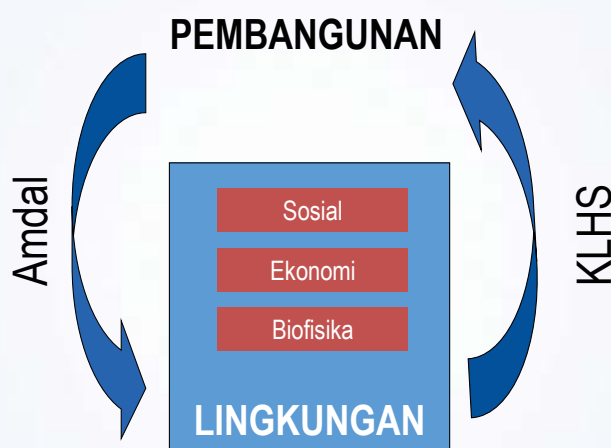 PEMBANGUNAN
Amdal
Sosial
Ekonomi
Biofisika
LINGKUNGAN
KLHS